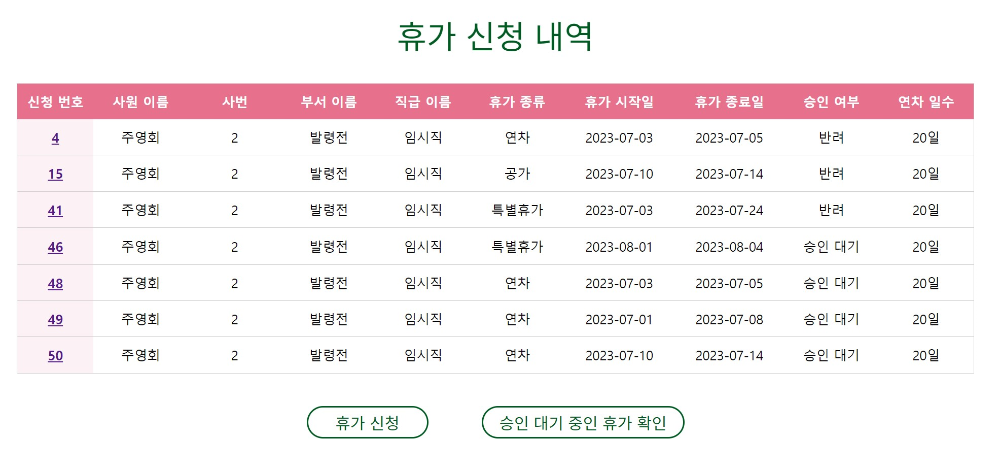 휴가 신청 내역
신청 번호 사원 이름 사번 부서 이름 직급 이름 휴가 종류 휴가 시작일 휴가 종료일 승인 여부 연차 일수
4 주영회 2 발령전 임시직 연차 2023-07-03 2023-07-05 반려 20일
15 주영회 2 발령전 임시직 공가 2023-07-10 2023-07-14 반려 20일
41 주영회 2 발령전 임시직 특별휴가 2023-07-03 2023-07-24 반려 20일
46 주영회 2 발령전 임시직 특별휴가 2023-08-01 2023-08-04 승인 대기 20일
48 주영회 2 발령전 임시직 연차 2023-07-03 2023-07-05 승인 대기 20일
49 주영회 2 발령전 임시직 연차 2023-07-01 2023-07-08 승인 대기 20일
50 주영회 2 발령전 임시직 연차 2023-07-10 2023-07-14 승인 대기 20일
휴가 신청 승인 대기 중인 휴가 확인